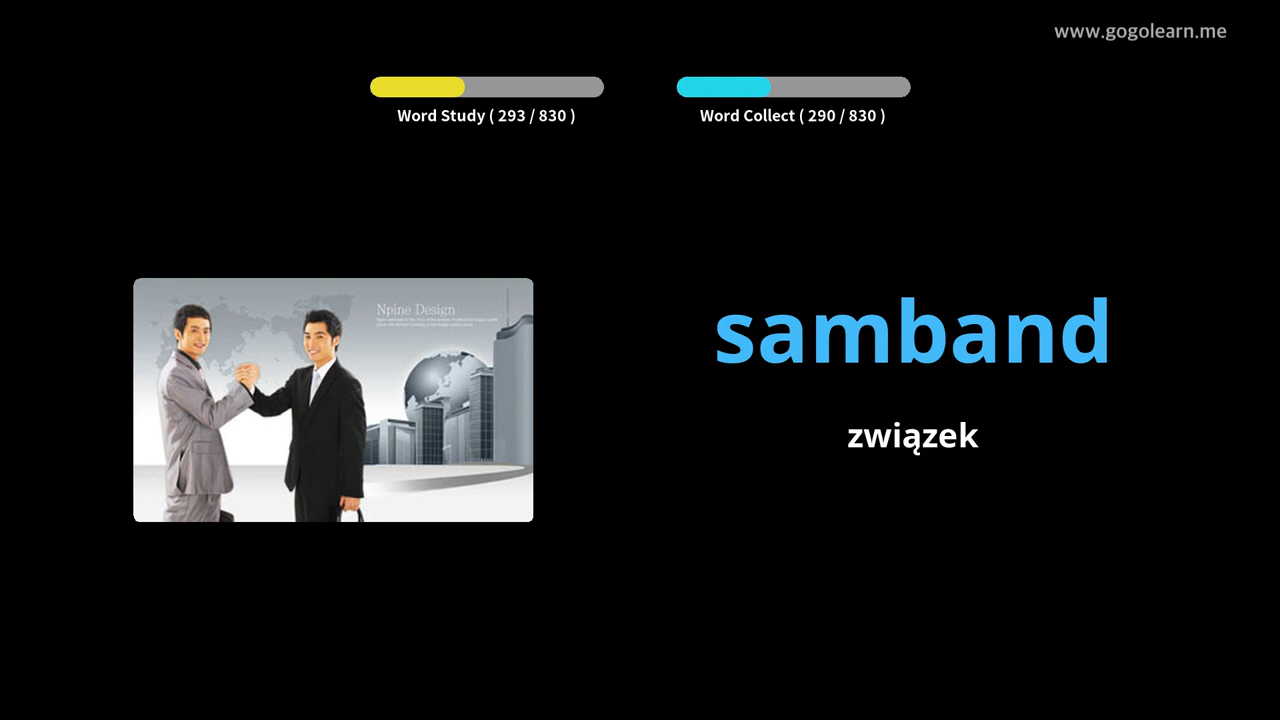 www.gogolearn.me
Word Study ( 293 / 830 )
Word Collect ( 290 / 830 )
Npine Design
samband
związek